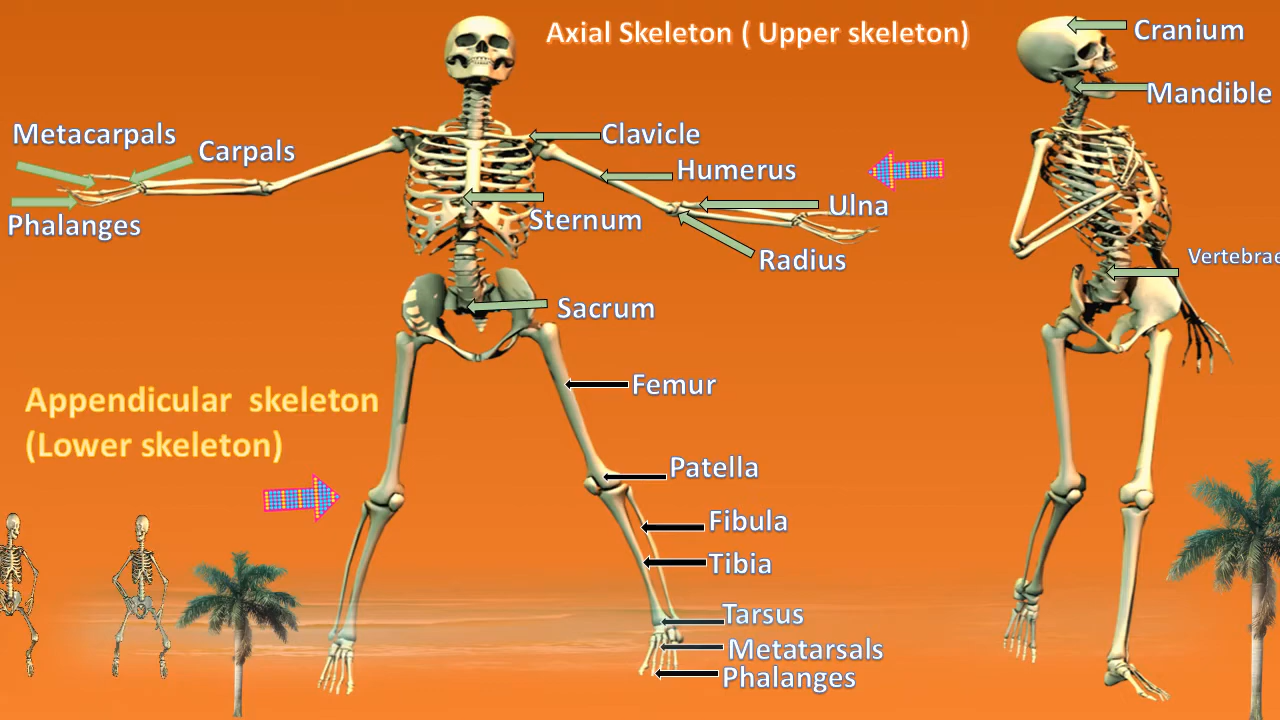 Axial Skeleton ( Upper skeleton)
Cranium
Mandible
Metacarpals
Carpals
Clavicle
Humerus
Phalanges
Sternum
Ulna
Radius
Vertebrae
Sacrum
Femur
Appendicular skeleton
(Lower skeleton)
Patella
Fibula
Tibia
Tarsus
Metatarsals
Phalanges